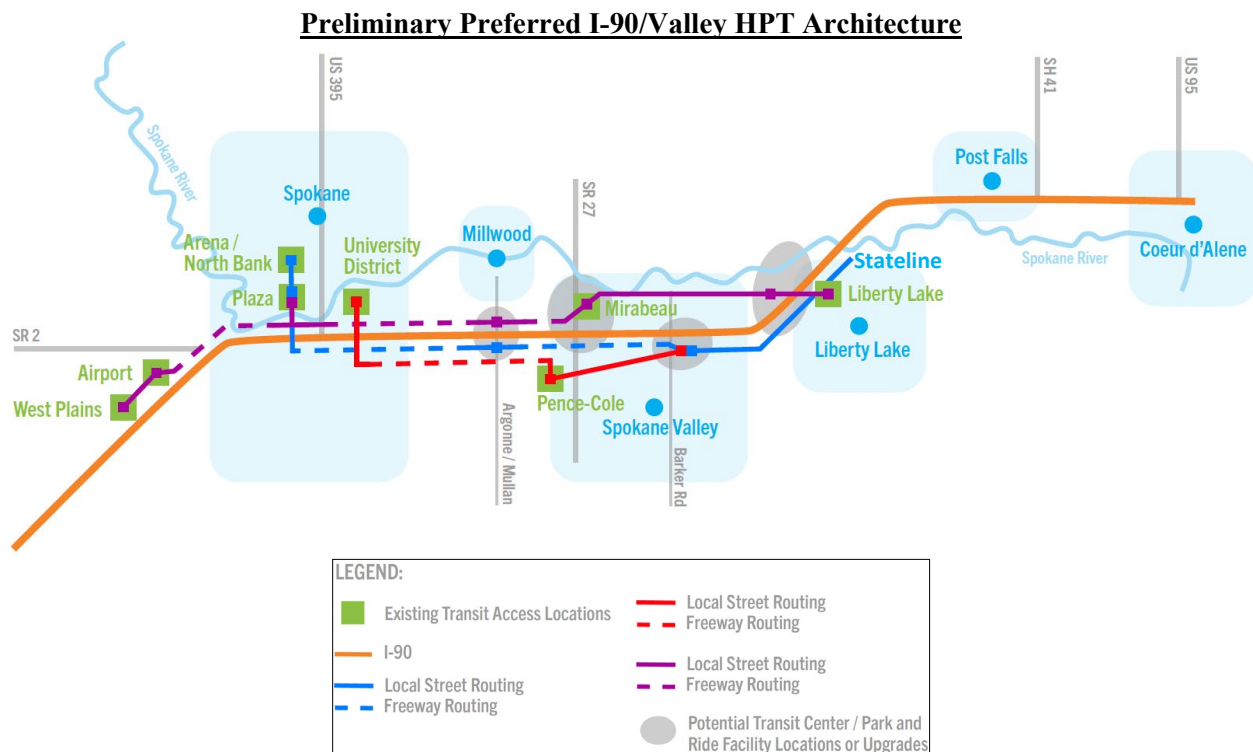 Preliminary Preferred I-90/Valley HPT Architecture
US 395
SH 41
US 95
Spokane River
Post Falls
Spokane
SR 27
Arena /
North Bank
University
District
Millwood
Coeur d'Alene
Stateline
Spokane River
Plaza
Mirabeau
Liberty Lake
SR 2
Liberty Lake
Airport
West Plains
Pence-Cole
Spokane Valley
Argonne / Mullan
Barker Rd
LEGEND:
Existing Transit Access Locations
I-90
Local Street Routing
Freeway Routing
Local Street Routing
Freeway Routing
Local Street Routing
Freeway Routing
Potential Transit Center / Park and
Ride Facility Locations or Upgrades